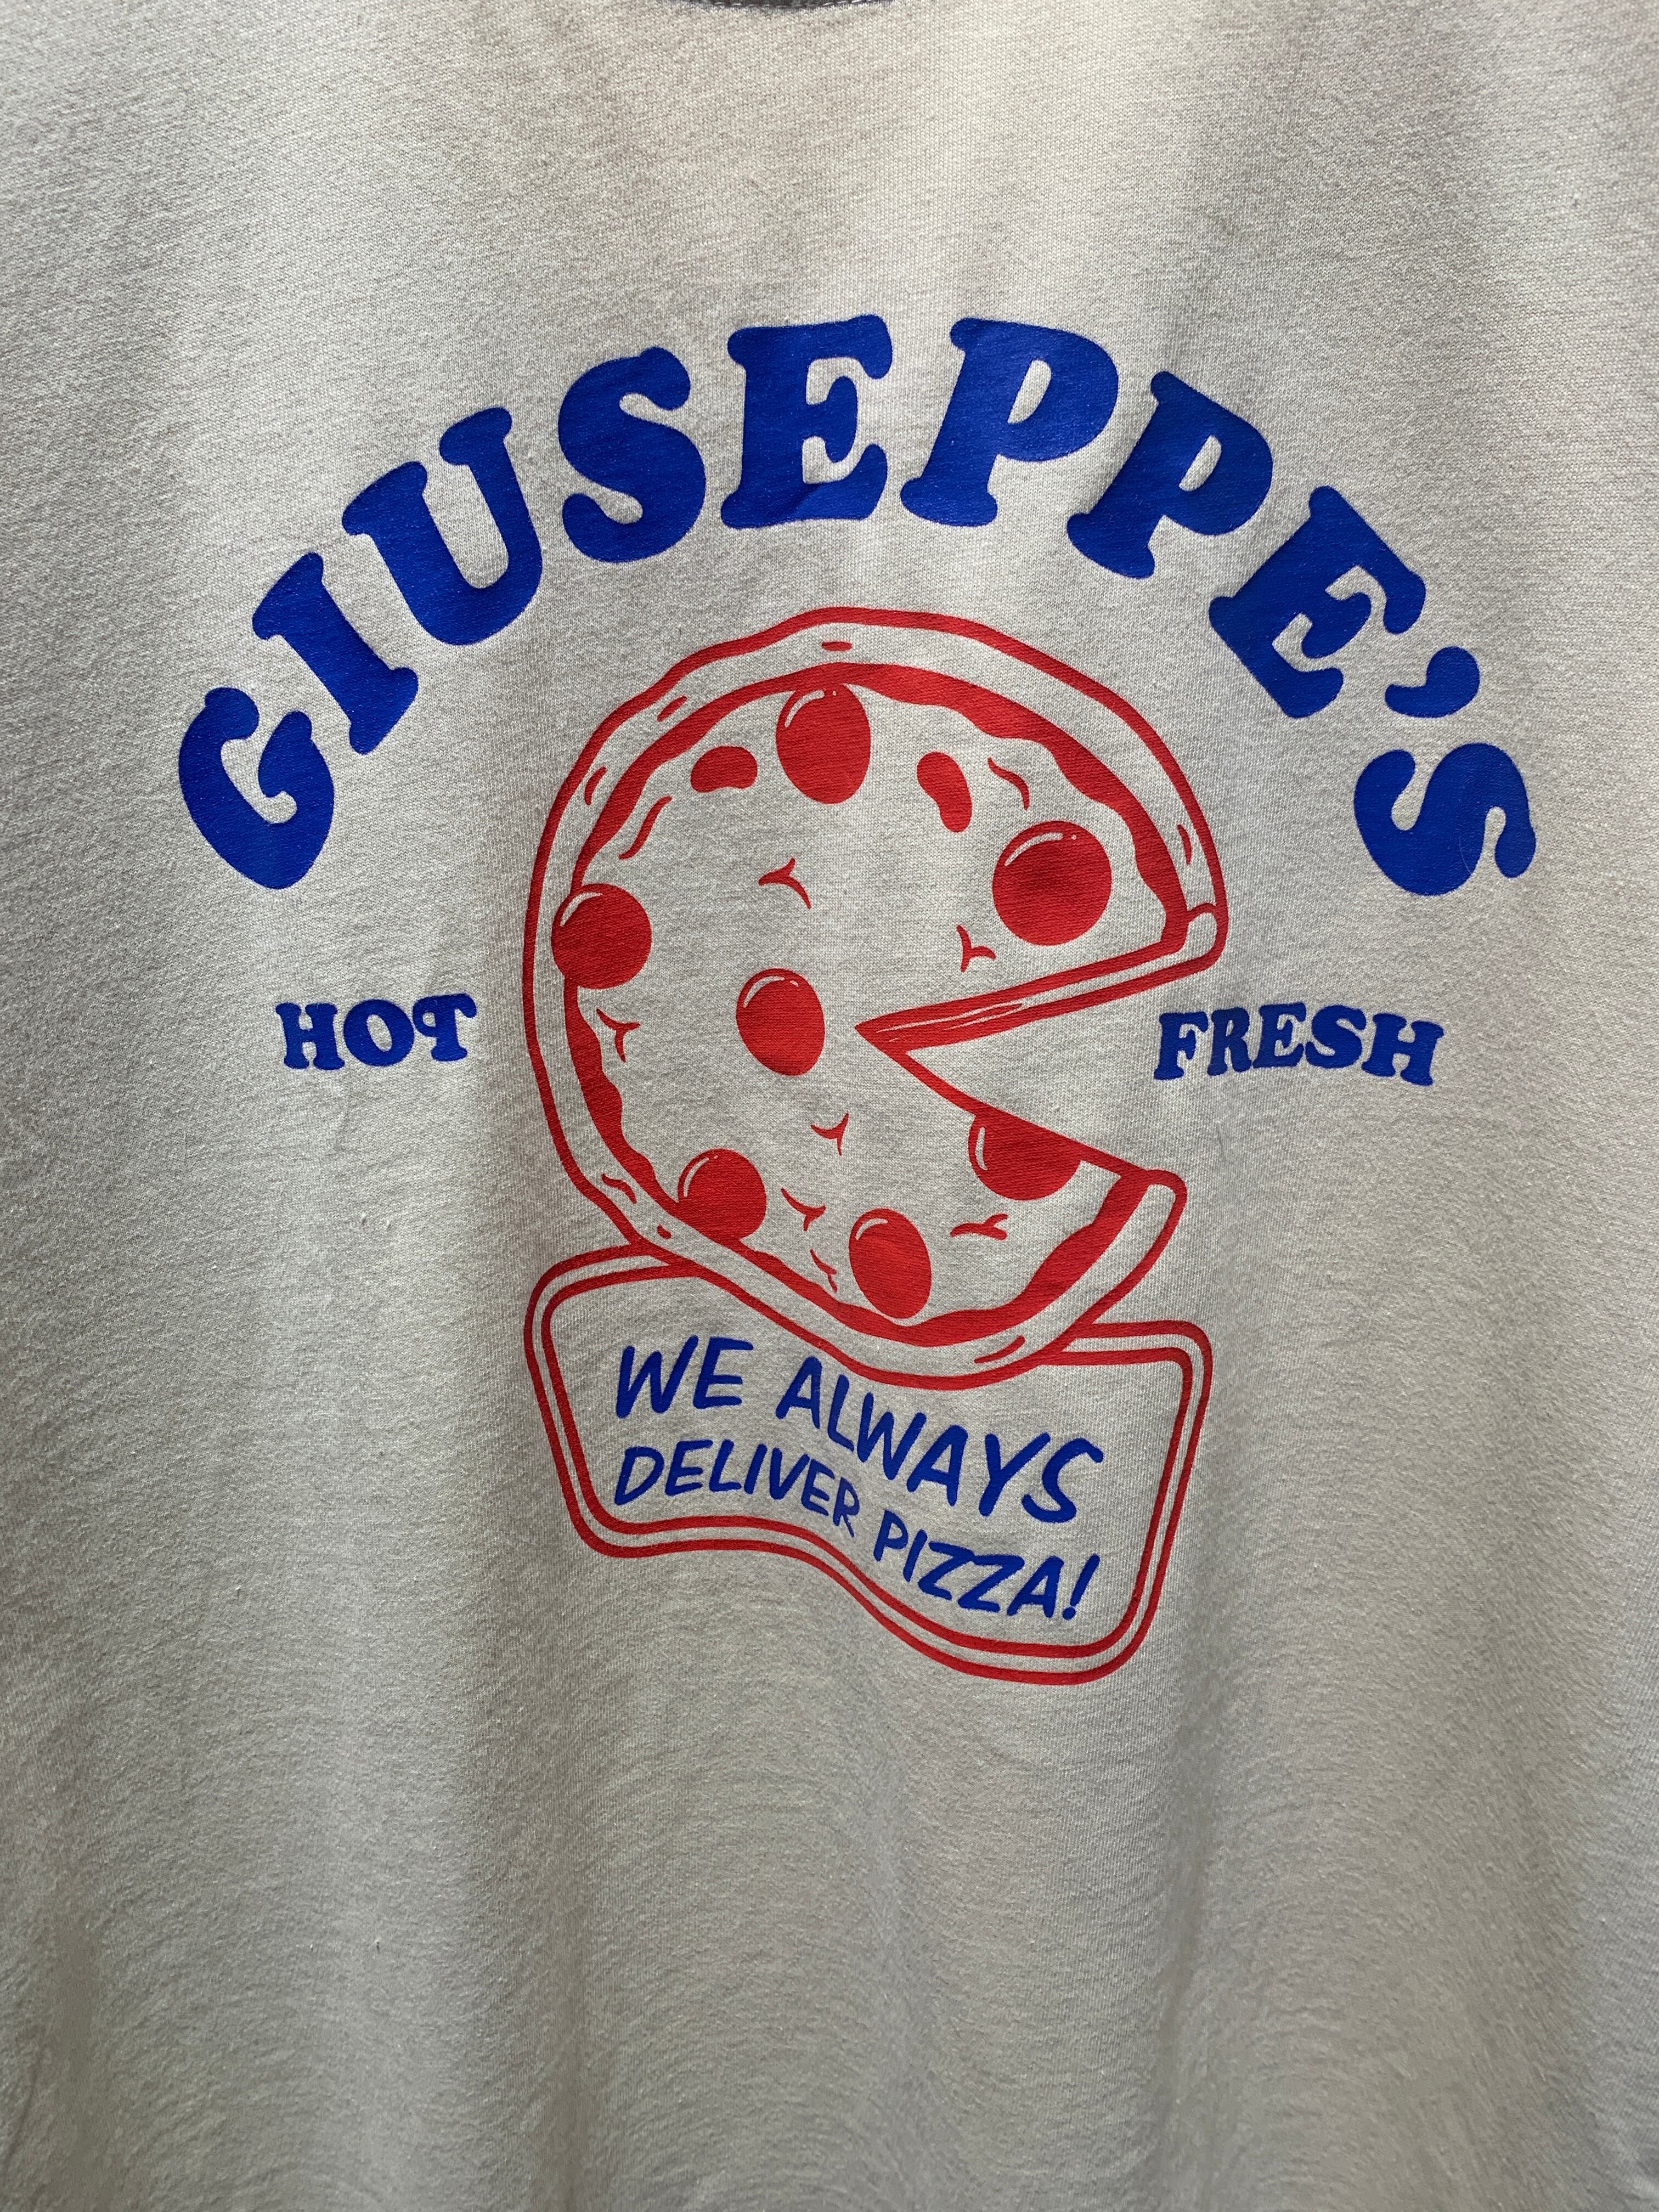 GIUSEPPE'S
HOT
FRESH
WE ALWAYS
DELIVER PIZZA!